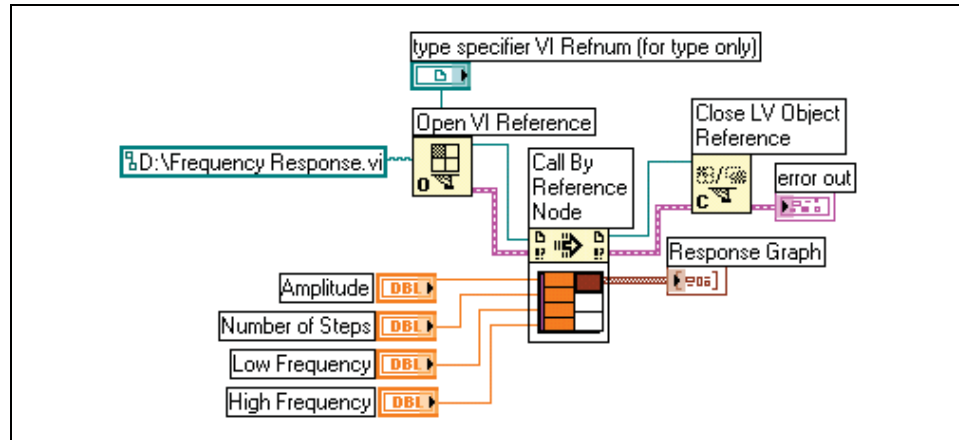 type specifier VI Refnum (for type only)
Open VI Reference
D:\Frequency Response.vi
O
Call By
Reference
Node
Close LV Object
Reference
C
error out
!?
!?
Response Graph
Amplitude
DBL
Number of Steps
DBL
Low Frequency
DBL
High Frequency
DBL